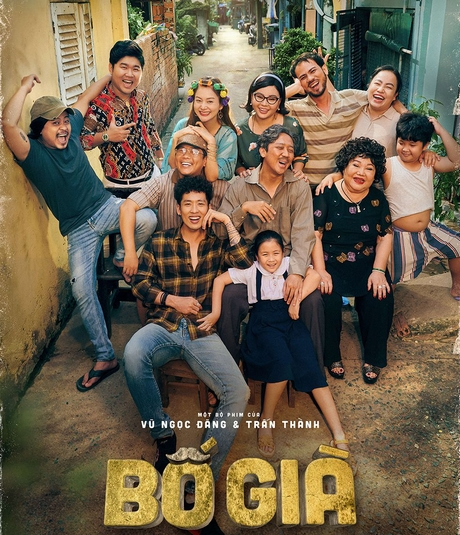 MỘT BỘ PHIM CỦA
VŨ NGỌC ĐÃNG & TRẤN THÀNH
BỐ GIÀ